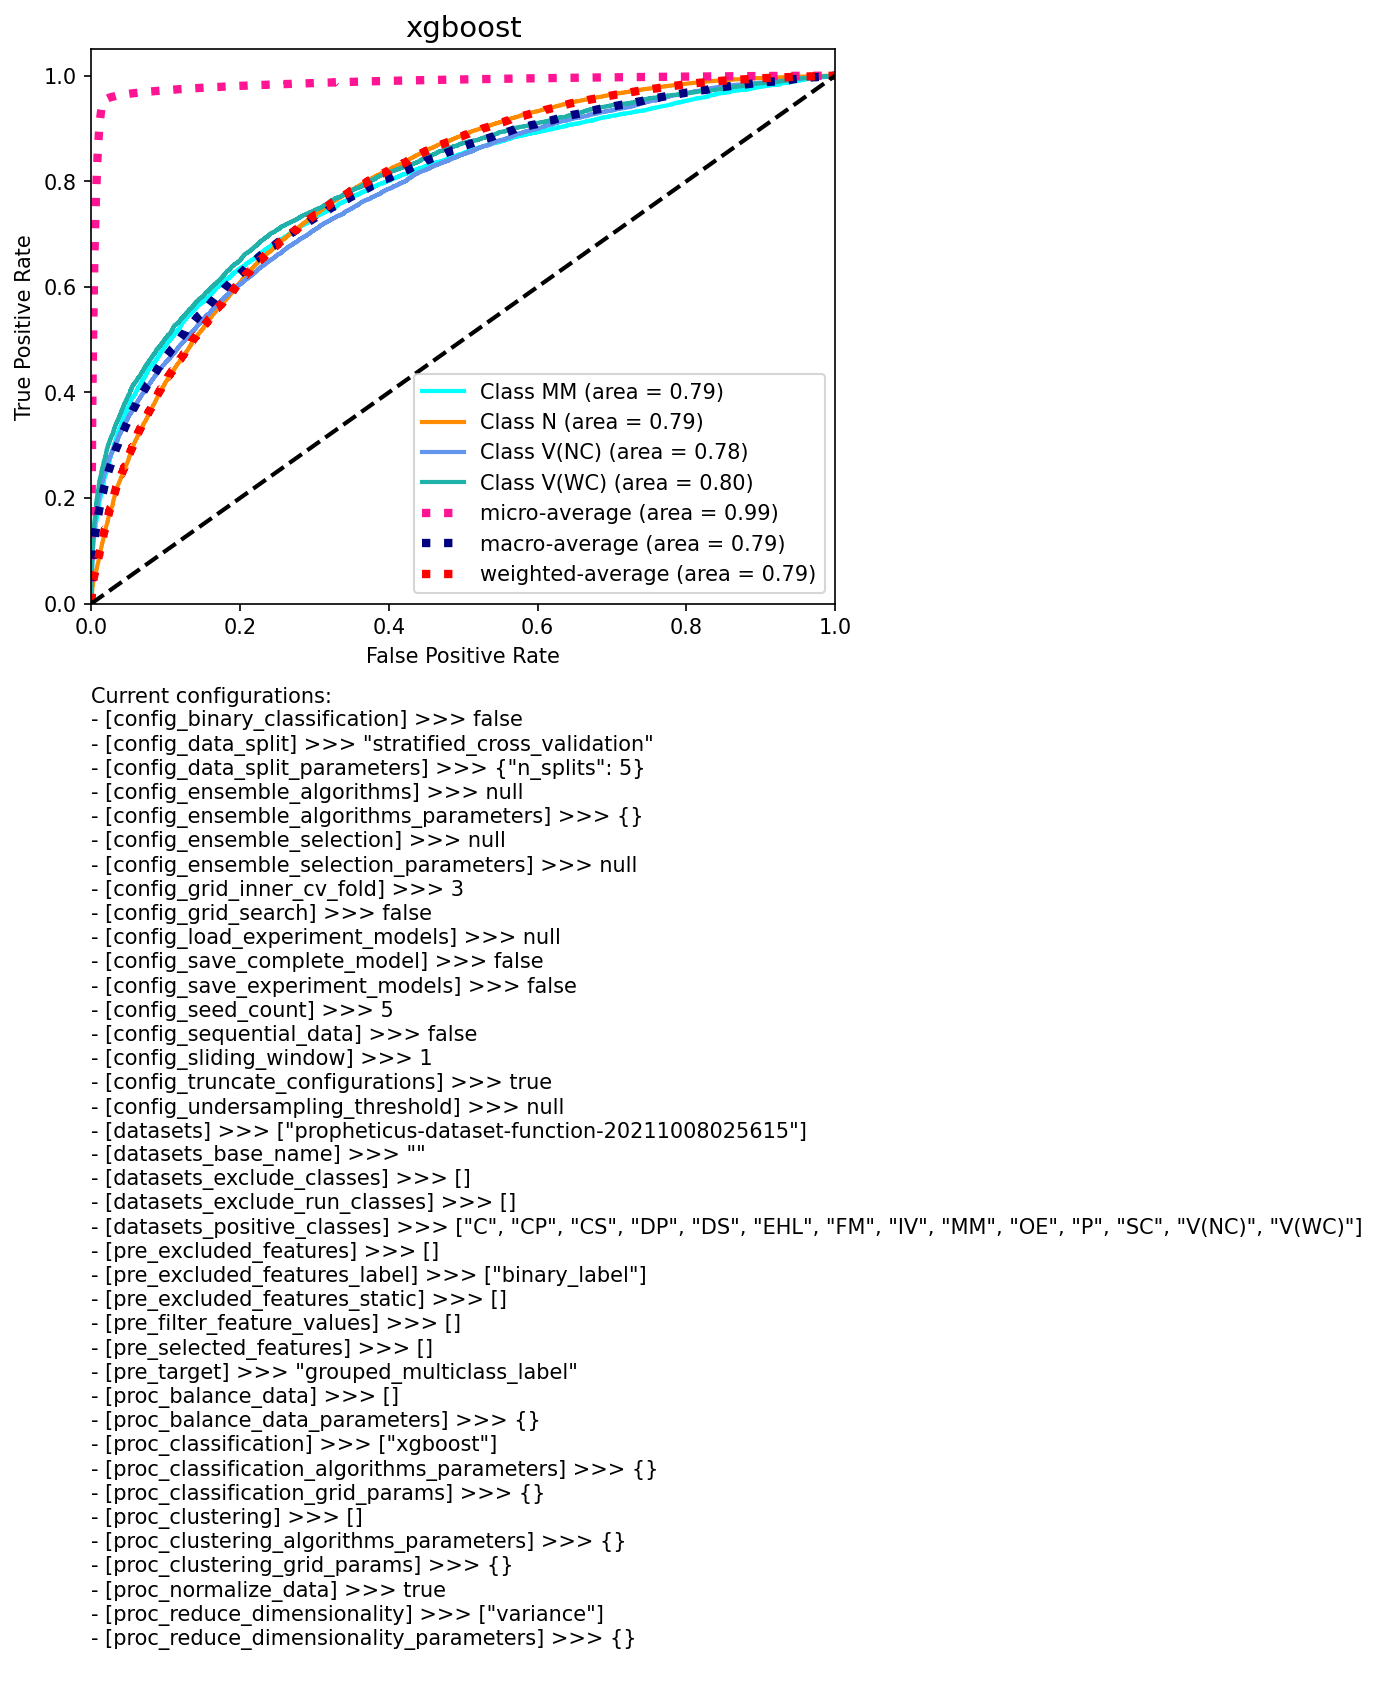 xgboost
1.0
0.8
0.6
0.4
0.2
0.0
True Positive Rate
Class MM (area = 0.79)
Class N (area = 0.79)
Class V(NC) (area = 0.78)
Class V(WC) (area = 0.80)
micro-average (area = 0.99)
macro-average (area = 0.79)
weighted-average (area = 0.79)
0.0 0.2 0.4 0.6 0.8 1.0
False Positive Rate
Current configurations:
- [config_binary_classification] >>> false
- [config_data_split] >>> "stratified_cross_validation"
- [config_data_split_parameters] >>> {"n_splits": 5}
- [config_ensemble_algorithms] >>> null
- [config_ensemble_algorithms_parameters] >>> {}
- [config_ensemble_selection] >>> null
- [config_ensemble_selection_parameters] >>> null
- [config_grid_inner_cv_fold] >>> 3
- [config_grid_search] >>> false
- [config_load_experiment_models] >>> null
- [config_save_complete_model] >>> false
- [config_save_experiment_models] >>> false
- [config_seed_count] >>> 5
- [config_sequential_data] >>> false
- [config_sliding_window] >>> 1
- [config_truncate_configurations] >>> true
- [config_undersampling_threshold] >>> null
- [datasets] >>> ["propheticus-dataset-function-20211008025615"]
- [datasets_base_name] >>> ""
- [datasets_exclude_classes] >>> []
- [datasets_exclude_run_classes] >>> []
- [datasets_positive_classes] >>> ["C", "CP", "CS", "DP", "DS", "EHL", "FM", "IV", "MM", "OE", "P", "SC", "V(NC)", "V(WC)"]
- [pre_excluded_features] >>> []
- [pre_excluded_features_label] >>> ["binary_label"]
- [pre_excluded_features_static] >>> []
- [pre_filter_feature_values] >>> []
- [pre_selected_features] >>> []
- [pre_target] >>> "grouped_multiclass_label"
- [proc_balance_data] >>> []
- [proc_balance_data_parameters] >>> {}
- [proc_classification] >>> ["xgboost"]
- [proc_classification_algorithms_parameters] >>> {}
- [proc_classification_grid_params] >>> {}
- [proc_clustering] >>> []
- [proc_clustering_algorithms_parameters] >>> {}
- [proc_clustering_grid_params] >>> {}
- [proc_normalize_data] >>> true
- [proc_reduce_dimensionality] >>> ["variance"]
- [proc_reduce_dimensionality_parameters] >>> {}